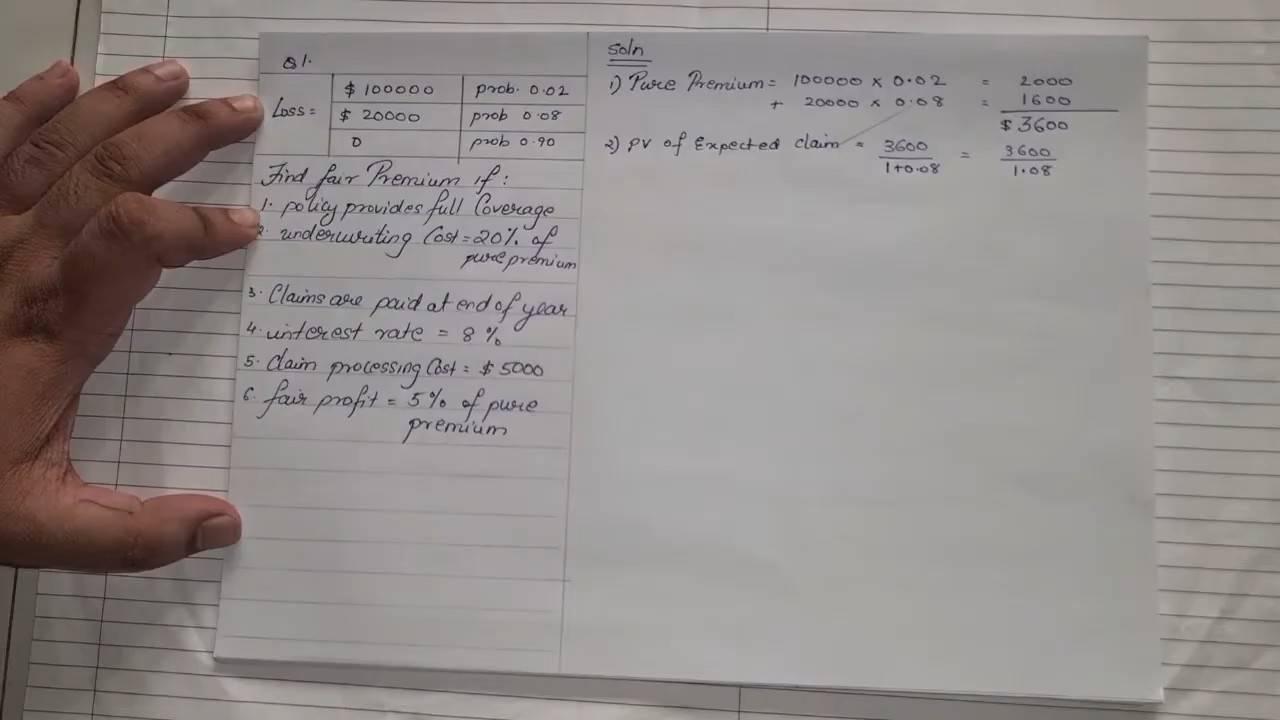 Q1.
Loss =
$ 100000 prob. 0.02
$ 20000 prob 0.08
0 prob 0.90
Find fair Premium if:
1. policy provides full Coverage
2. underwriting Cost = 20% of
pure premium
3. Claims are paid at end of year
4. interest rate = 8 %
5. Claim processing Cost = $ 5000
6. fair profit = 5% of pure
premium
Soln
1) Pure Premium = 100000 x 0.02 = 2000
+ 20000 x 0.08 = 1600
$ 3600
2) PV of Expected claim = 3600 / 1+0.08 = 3600 / 1.08